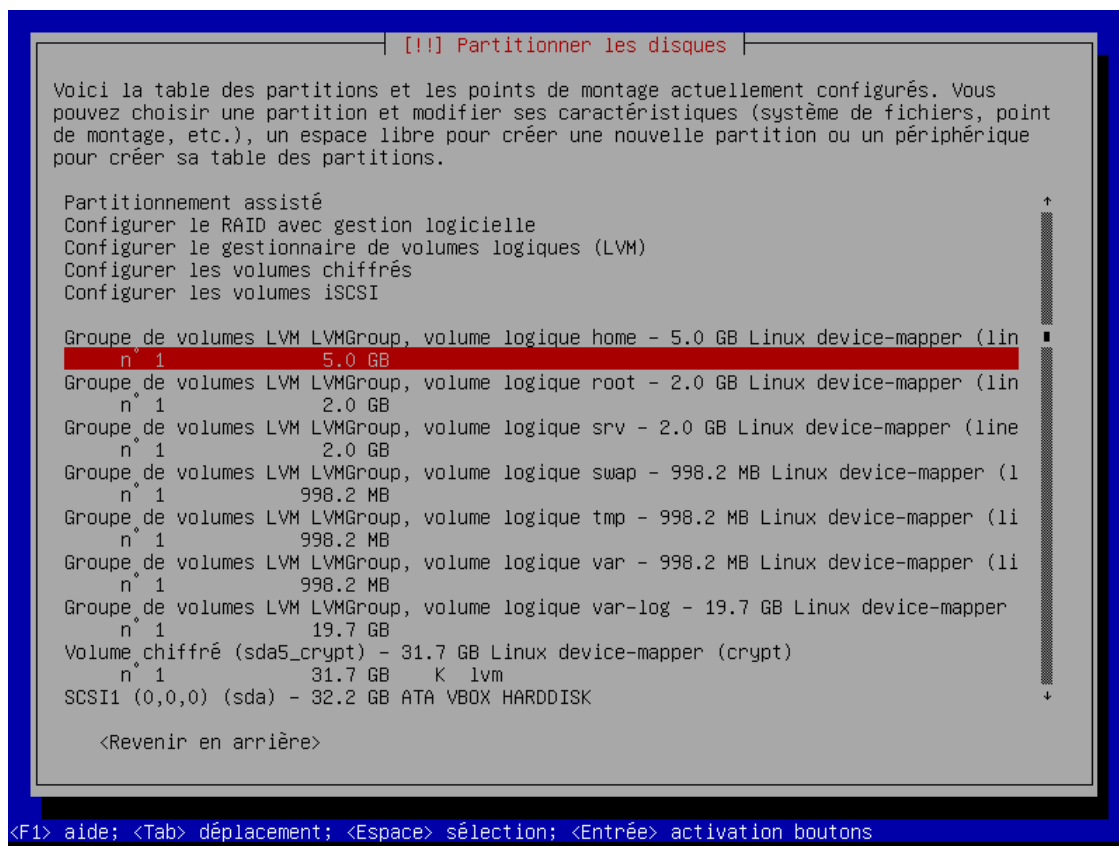 [!!] Partitionner les disques
Voici la table des partitions et les points de montage actuellement configurés. Vous
pouvez choisir une partition et modifier ses caractéristiques (système de fichiers, point
de montage, etc.), un espace libre pour créer une nouvelle partition ou un périphérique
pour créer sa table des partitions.
Partitionnement assisté
Configurer le RAID avec gestion logicielle
Configurer le gestionnaire de volumes logiques (LVM)
Configurer les volumes chiffrés
Configurer les volumes iSCSI
Groupe de volumes LVM LVMGroup, volume logique home – 5.0 GB Linux device-mapper (lin
n° 1 5.0 GB
Groupe de volumes LVM LVMGroup, volume logique root – 2.0 GB Linux device-mapper (lin
n° 1 2.0 GB
Groupe de volumes LVM LVMGroup, volume logique srv – 2.0 GB Linux device-mapper (line
n° 1 2.0 GB
Groupe de volumes LVM LVMGroup, volume logique swap – 998.2 MB Linux device-mapper (l
n° 1 998.2 MB
Groupe de volumes LVM LVMGroup, volume logique tmp – 998.2 MB Linux device-mapper (li
n° 1 998.2 MB
Groupe de volumes LVM LVMGroup, volume logique var – 998.2 MB Linux device-mapper (li
n° 1 998.2 MB
Groupe de volumes LVM LVMGroup, volume logique var-log – 19.7 GB Linux device-mapper
n° 1 19.7 GB
Volume chiffré (sda5_crypt) – 31.7 GB Linux device-mapper (crypt)
n° 1 31.7 GB K lvm
SCSI1 (0,0,0) (sda) – 32.2 GB ATA VBOX HARDDISK
<Revenir en arrière>
<F1> aide; <Tab> déplacement; <Espace> sélection; <Entrée> activation boutons